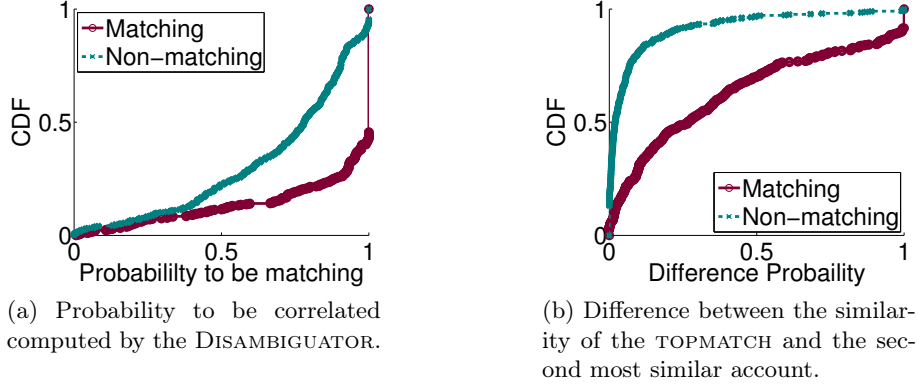 1
Matching
Non−matching
CDF
0.5
0
0
0.5
1
Probabililty to be matching
(a) Probability to be correlated
computed by the DISAMBIGUATOR.
1
CDF
0.5
Matching
Non−matching
0
0
0.5
1
Difference Probaility
(b) Difference between the similar-
ity of the TOPMATCH and the sec-
ond most similar account.